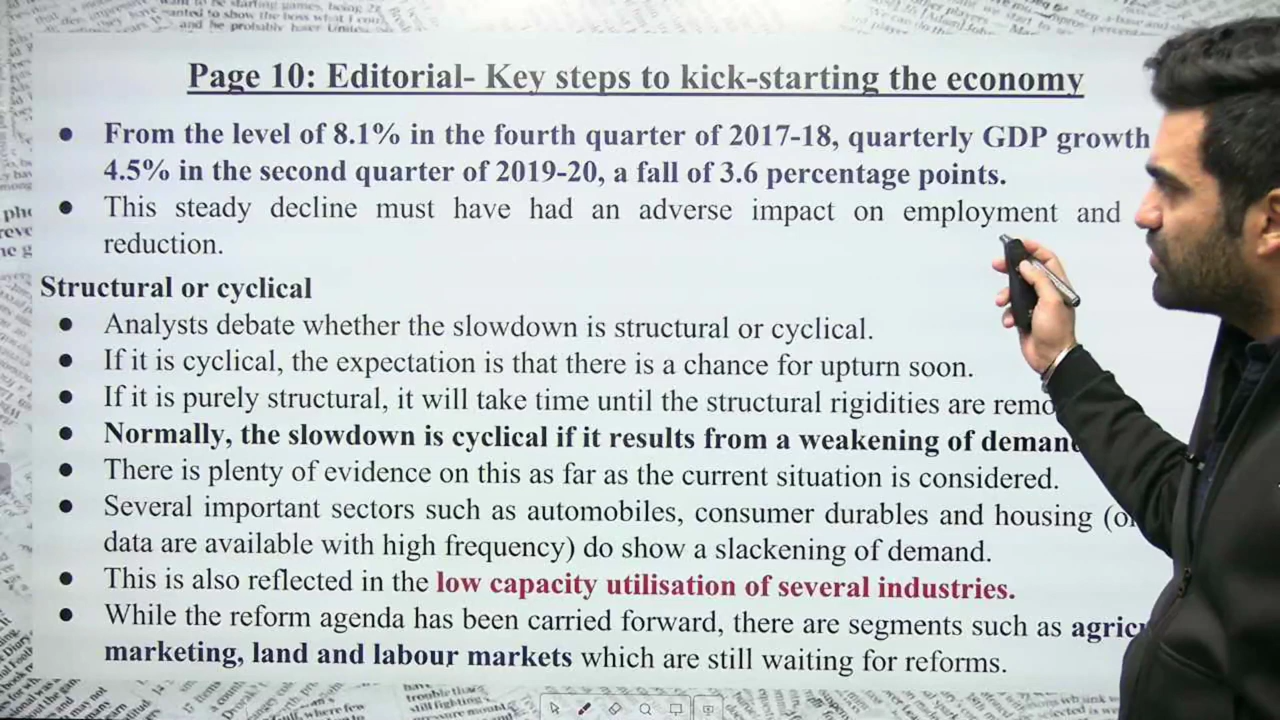 Page 10: Editorial- Key steps to kick-starting the economy
● From the level of 8.1% in the fourth quarter of 2017-18, quarterly GDP growth
4.5% in the second quarter of 2019-20, a fall of 3.6 percentage points.
● This steady decline must have had an adverse impact on employment and
reduction.
Structural or cyclical
● Analysts debate whether the slowdown is structural or cyclical.
● If it is cyclical, the expectation is that there is a chance for upturn soon.
● If it is purely structural, it will take time until the structural rigidities are
● Normally, the slowdown is cyclical if it results from a weakening of
● There is plenty of evidence on this as far as the current situation is considered.
● Several important sectors such as automobiles, consumer durables and housing
data are available with high frequency) do show a slackening of demand.
● This is also reflected in the low capacity utilisation of several industries.
● While the reform agenda has been carried forward, there are segments such as
marketing, land and labour markets which are still waiting for reforms.